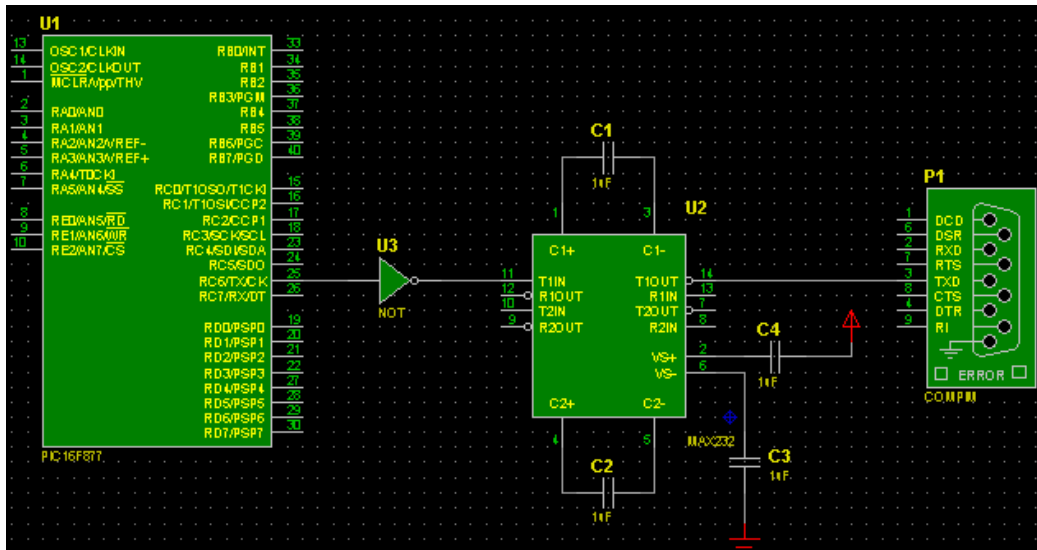 U1
13 OSC1/CLKIN RB0/INT 33
14 OSC2/CLKOUT RB1 34
1 MCLR/Vpp/THV RB2 35
RB3/PGM 36
2 RA0/AN0 RB4 37
3 RA1/AN1 RB5 38
4 RA2/AN2/VREF- RB6/PGC 39
5 RA3/AN3/VREF+ RB7/PGD 40
6 RA4/T0CKI
7 RA5/AN4/SS RC0/T1OSO/T1CKI 15
RC1/T1OSI/CCP2 16
8 RE0/AN5/RD RC2/CCP1 17
9 RE1/AN6/WR RC3/SCK/SCL 18
10 RE2/AN7/CS RC4/SDI/SDA 23
RC5/SDO 24
RC6/TX/CK 25
RC7/RX/DT 26
RD0/PSP0 19
RD1/PSP1 20
RD2/PSP2 21
RD3/PSP3 22
RD4/PSP4 27
RD5/PSP5 28
RD6/PSP6 29
RD7/PSP7 30
PIC16F877
U3
NOT
C1
1uF
U2
1 3
C1+ C1-
11 T1IN T1OUT 14
12 R1OUT R1IN 13
10 T2IN T2OUT 7
9 R2OUT R2IN 8
VS+ 2
VS- 6
C2+ C2-
4 5
MAX232
C2
1uF
C4
1uF
C3
1uF
P1
1 DCD
6 DSR
2 RXD
7 RTS
3 TXD
8 CTS
4 DTR
9 RI
ERROR
COMPIM